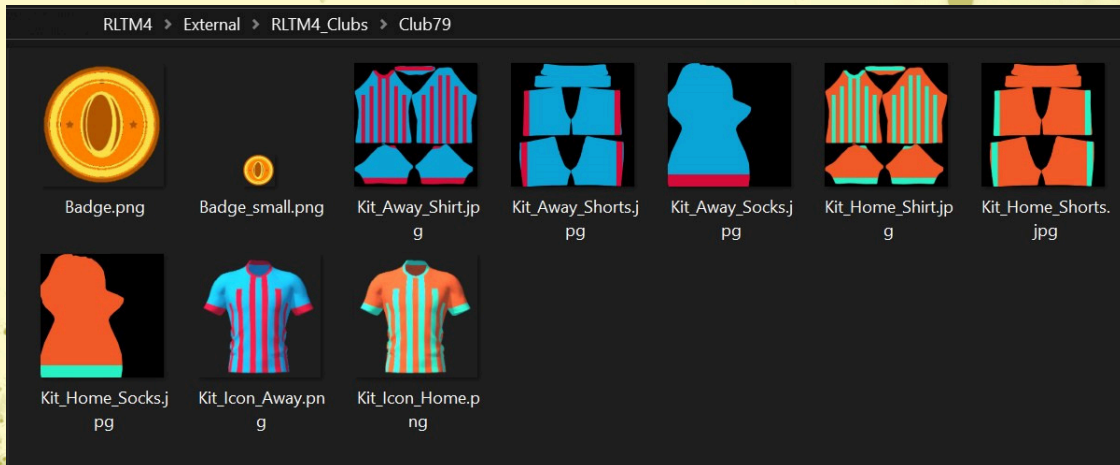 RLTM4 > External > RLTM4_Clubs > Club79
Badge.png
Badge_small.png
Kit_Away_Shirt.jp
g
Kit_Away_Shorts.j
pg
Kit_Away_Socks.j
pg
Kit_Home_Shirt.jp
g
Kit_Home_Shorts.
jpg
Kit_Home_Socks.j
pg
Kit_Icon_Away.pn
g
Kit_Icon_Home.p
ng